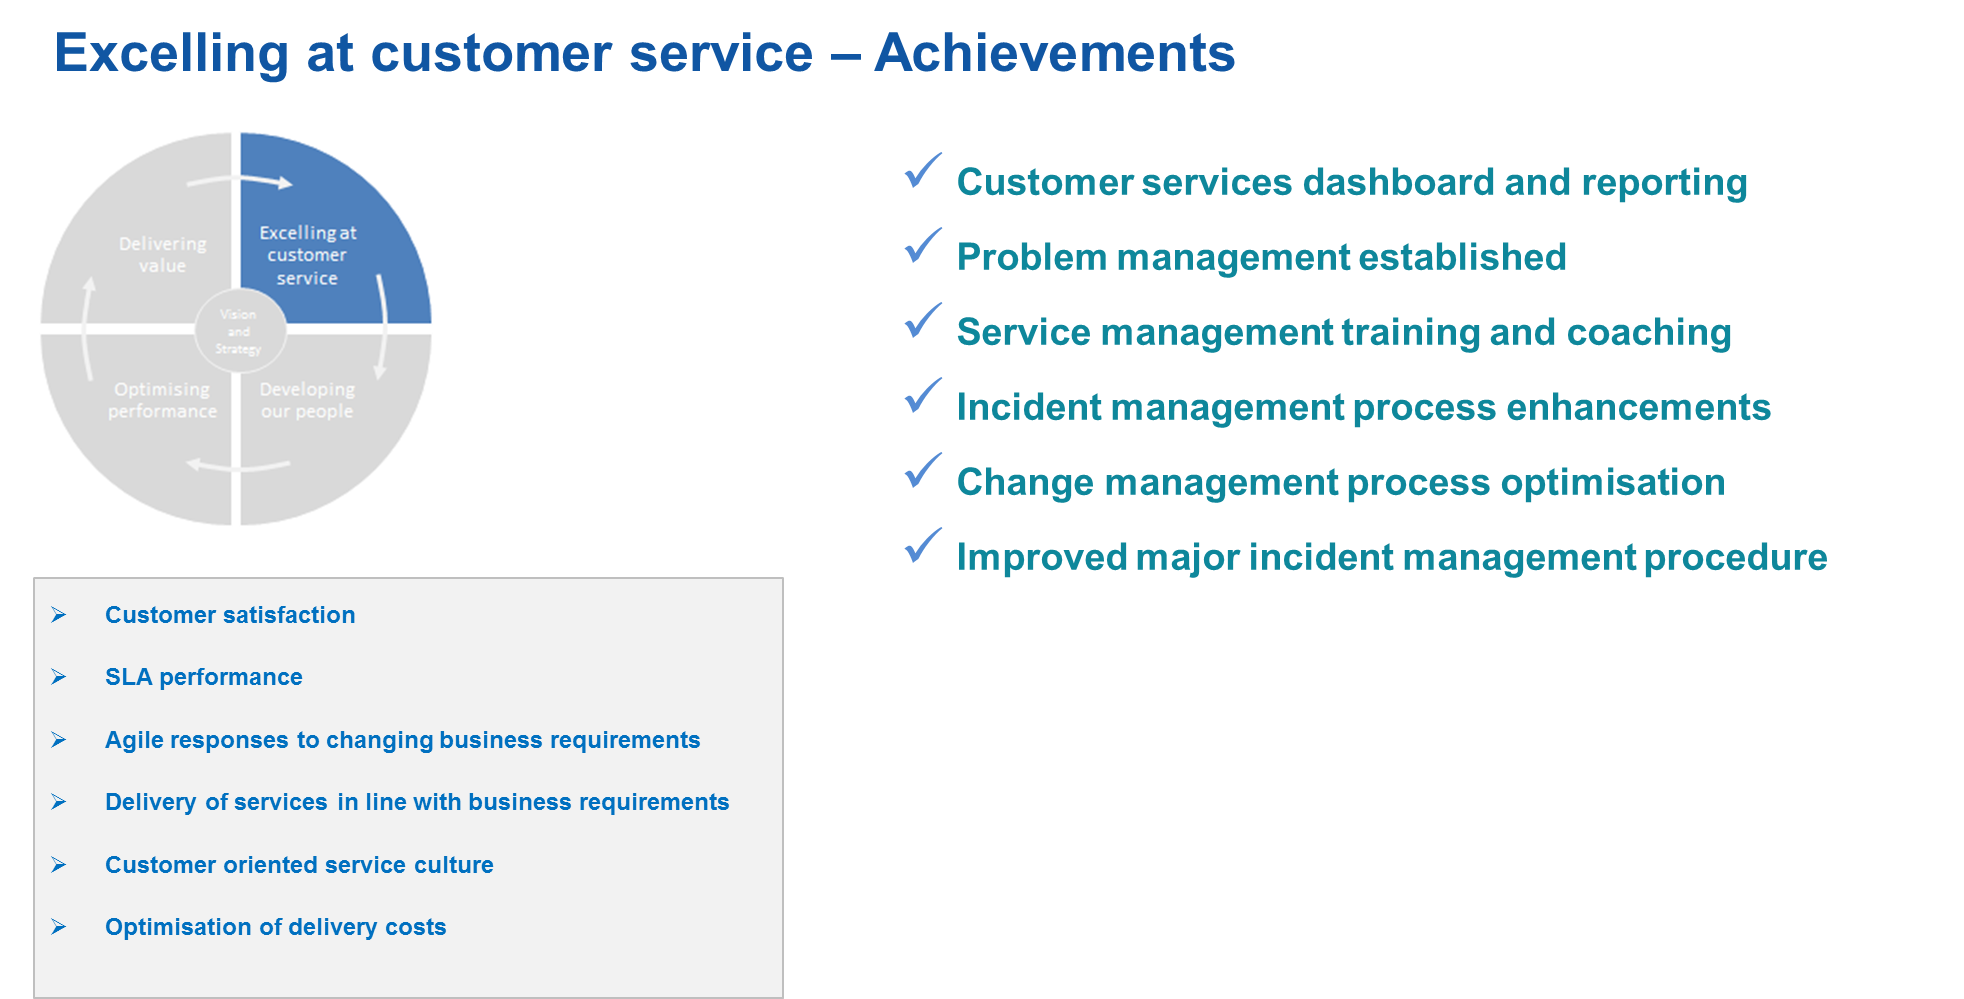 Excelling at customer service – Achievements
Delivering
value
Excelling at
customer
service
Vision
and
Strategy
Optimising
performance
Developing
our people
Customer services dashboard and reporting
Problem management established
Service management training and coaching
Incident management process enhancements
Change management process optimisation
Improved major incident management procedure
Customer satisfaction
SLA performance
Agile responses to changing business requirements
Delivery of services in line with business requirements
Customer oriented service culture
Optimisation of delivery costs